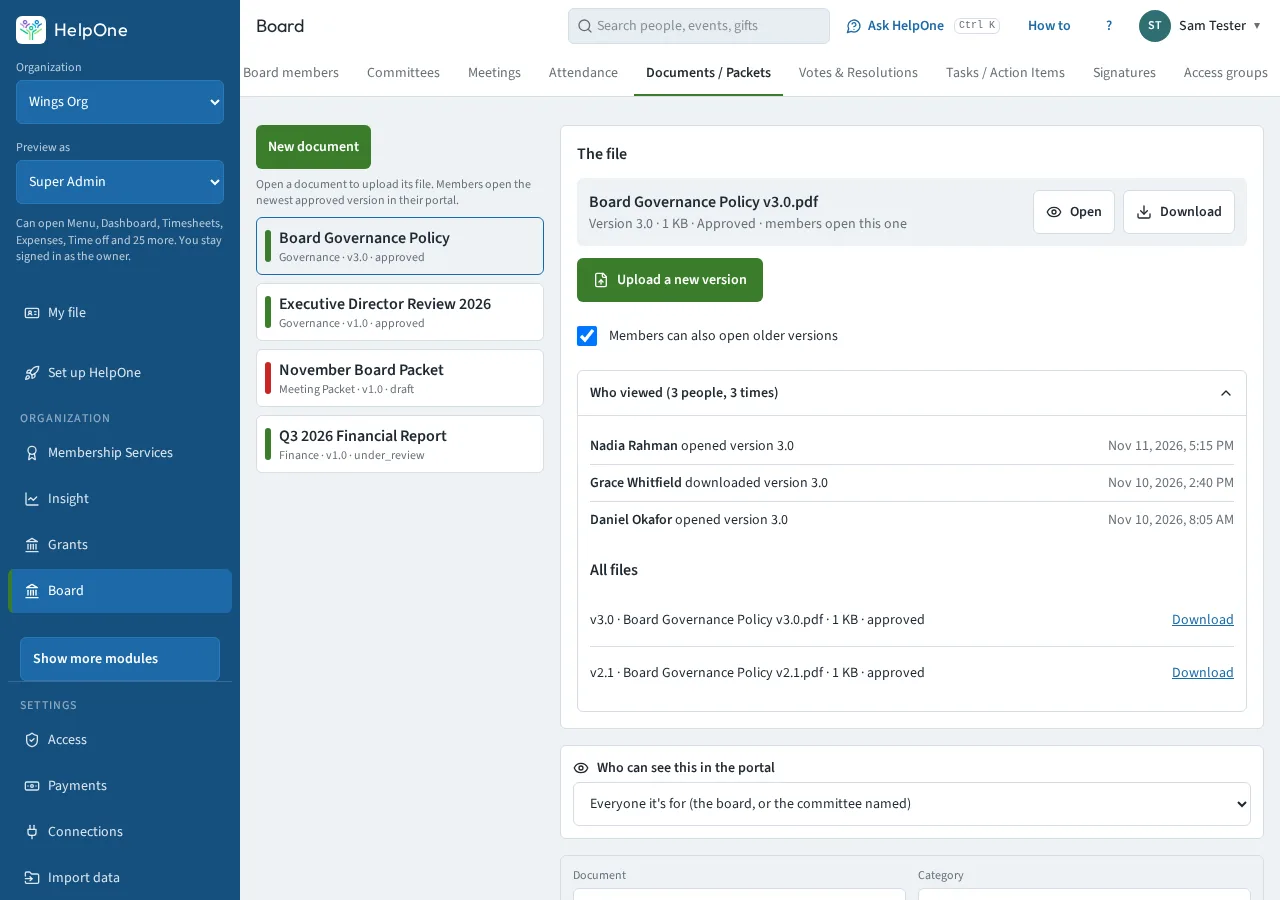 HelpOne
Organization
Wings Org
Preview as
Super Admin
Can open Menu, Dashboard, Timesheets,
Expenses, Time off and 25 more. You stay
signed in as the owner.
My file
Set up HelpOne
ORGANIZATION
Membership Services
Insight
Grants
Board
Show more modules
SETTINGS
Access
Payments
Connections
Import data
Board
Search people, events, gifts
Ask HelpOne
Ctrl K
How to
?
ST
Sam Tester
Board members
Committees
Meetings
Attendance
Documents / Packets
Votes & Resolutions
Tasks / Action Items
Signatures
Access groups
New document
Open a document to upload its file. Members open the
newest approved version in their portal.
Board Governance Policy
Governance · v3.0 · approved
Executive Director Review 2026
Governance · v1.0 · approved
November Board Packet
Meeting Packet · v1.0 · draft
Q3 2026 Financial Report
Finance · v1.0 · under_review
The file
Board Governance Policy v3.0.pdf
Version 3.0 · 1 KB · Approved · members open this one
Open
Download
Upload a new version
Members can also open older versions
Who viewed (3 people, 3 times)
Nadia Rahman opened version 3.0
Nov 11, 2026, 5:15 PM
Grace Whitfield downloaded version 3.0
Nov 10, 2026, 2:40 PM
Daniel Okafor opened version 3.0
Nov 10, 2026, 8:05 AM
All files
v3.0 · Board Governance Policy v3.0.pdf · 1 KB · approved
Download
v2.1 · Board Governance Policy v2.1.pdf · 1 KB · approved
Download
Who can see this in the portal
Everyone it's for (the board, or the committee named)
Document
Category